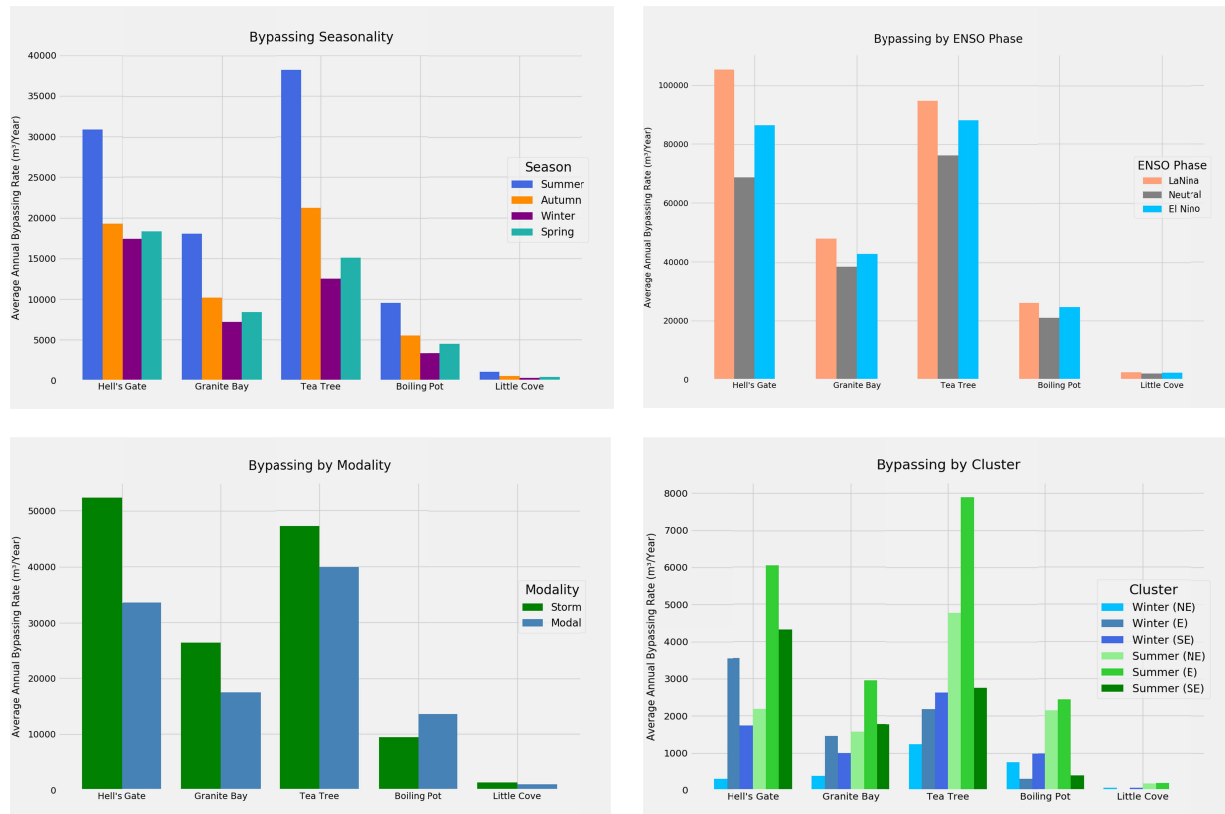 Bypassing Seasonality
Average Annual Bypassing Rate (m³/Year)
40000
35000
30000
25000
20000
15000
10000
5000
0
Hell's Gate Granite Bay Tea Tree Boiling Pot Little Cove
Season
Summer
Autumn
Winter
Spring
Bypassing by ENSO Phase
Average Annual Bypassing Rate (m³/Year)
100000
80000
60000
40000
20000
0
Hell's Gate Granite Bay Tea Tree Boiling Pot Little Cove
ENSO Phase
LaNina
Neutral
El Nino
Bypassing by Modality
Average Annual Bypassing Rate (m³/Year)
50000
40000
30000
20000
10000
0
Hell's Gate Granite Bay Tea Tree Boiling Pot Little Cove
Modality
Storm
Modal
Bypassing by Cluster
Average Annual Bypassing Rate (m³/Year)
8000
7000
6000
5000
4000
3000
2000
1000
0
Hell's Gate Granite Bay Tea Tree Boiling Pot Little Cove
Cluster
Winter (NE)
Winter (E)
Winter (SE)
Summer (NE)
Summer (E)
Summer (SE)